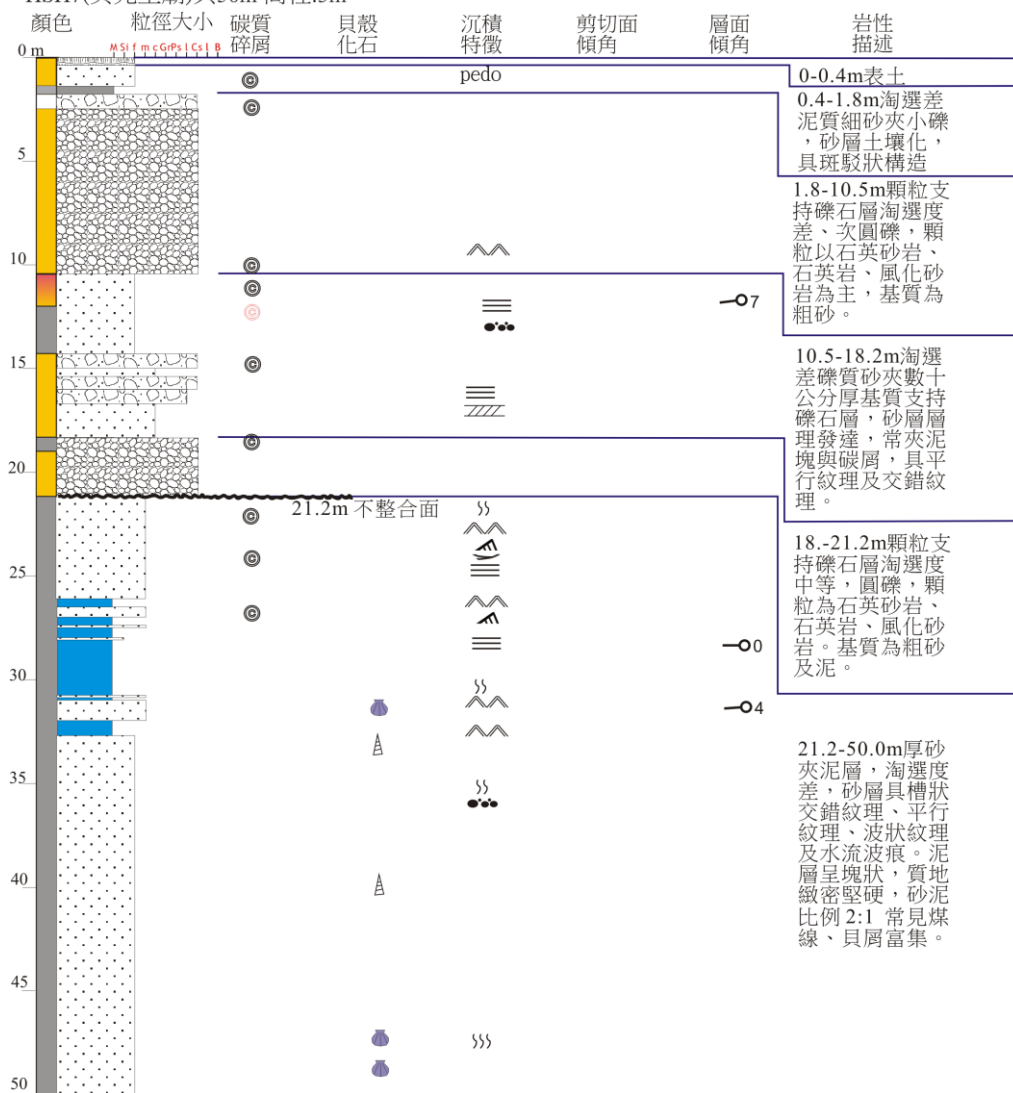 顏色 粒徑大小 碳質碎屑 貝殼化石 沉積特徵 剪切面傾角 層面傾角 岩性描述
M Si f m c Gr Ps l Cs l B
0 m
pedo
0-0.4m表土
0.4-1.8m淘選差
泥質細砂夾小礫
，砂層土壤化，
具斑駁狀構造
5
1.8-10.5m顆粒支
持礫石層淘選度
差、次圓礫，顆
粒以石英砂岩、
石英岩、風化砂
岩為主，基質為
粗砂。
10
7
15
10.5-18.2m淘選
差礫質砂夾數十
公分厚基質支持
礫石層，砂層層
理發達，常夾泥
塊與碳屑，具平
行紋理及交錯紋
理。
20
21.2m 不整合面
18.-21.2m顆粒支
持礫石層淘選度
中等，圓礫，顆
粒為石英砂岩、
石英岩、風化砂
岩。基質為粗砂
及泥。
25
0
30
4
21.2-50.0m厚砂
夾泥層，淘選度
差，砂層具槽狀
交錯紋理、平行
紋理、波狀紋理
及水流波痕。泥
層呈塊狀，質地
緻密堅硬，砂泥
比例 2:1 常見煤
線、貝屑富集。
35
40
45
50